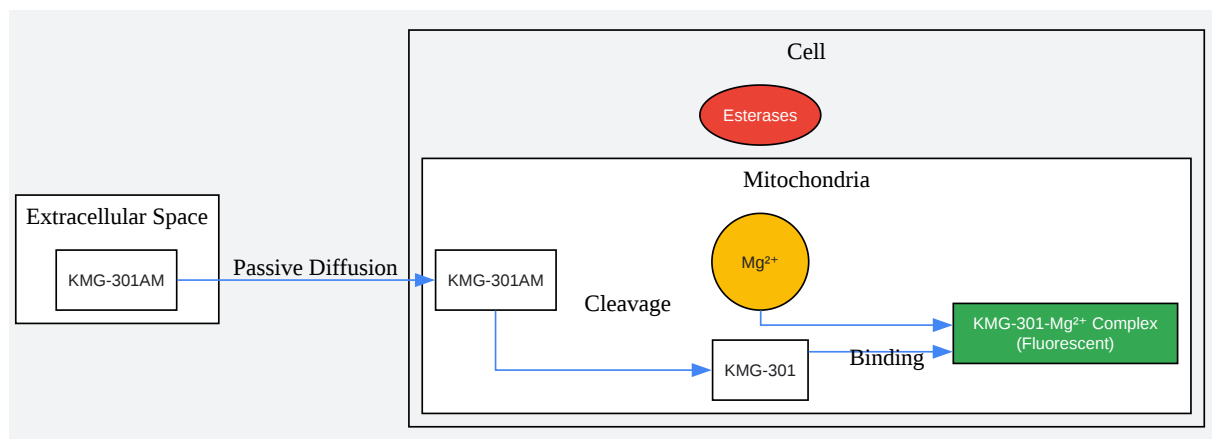 Cell
Esterases
Mitochondria
Extracellular Space
KMG-301AM
Passive Diffusion
KMG-301AM
Cleavage
Mg²⁺
KMG-301
Binding
KMG-301-Mg²⁺ Complex
(Fluorescent)